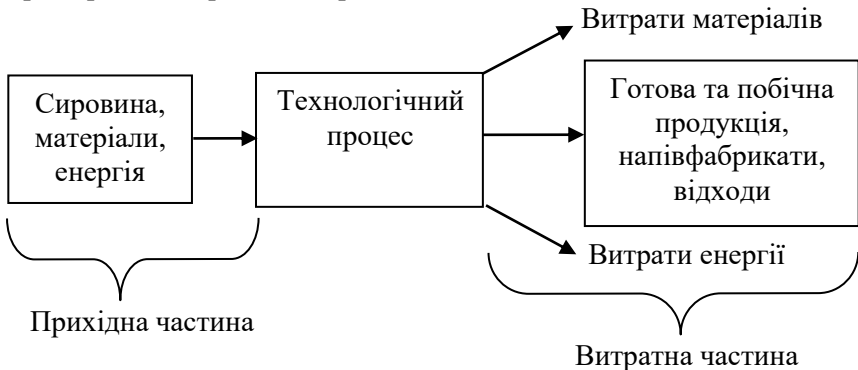 Витрати матеріалів
Сировина,
матеріали,
енергія
Технологічний
процес
Готова та побічна
продукція,
напівфабрикати,
відходи
Витрати енергії
Прихідна частина
Витратна частина